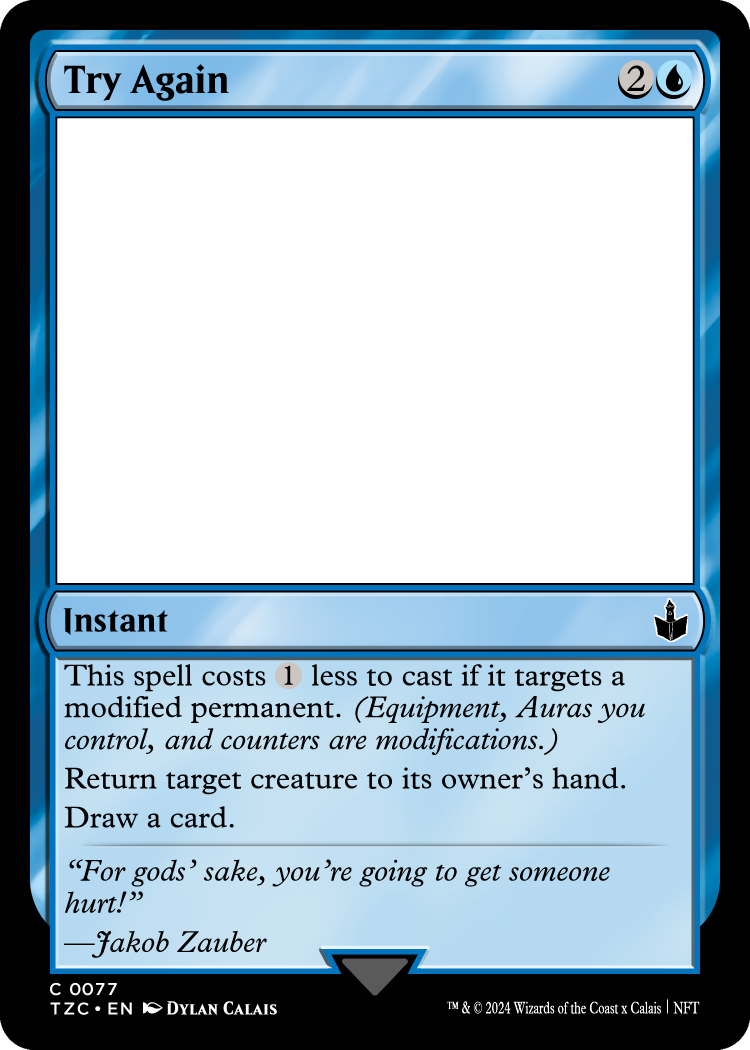 Try Again 2
Instant
This spell costs 1 less to cast if it targets a
modified permanent. (Equipment, Auras you
control, and counters are modifications.)
Return target creature to its owner's hand.
Draw a card.
“For gods’ sake, you’re going to get someone
hurt!”
—Jakob Zauber
C 0077
TZC • EN DYLAN CALAIS
™ & © 2024 Wizards of the Coast x Calais | NFT